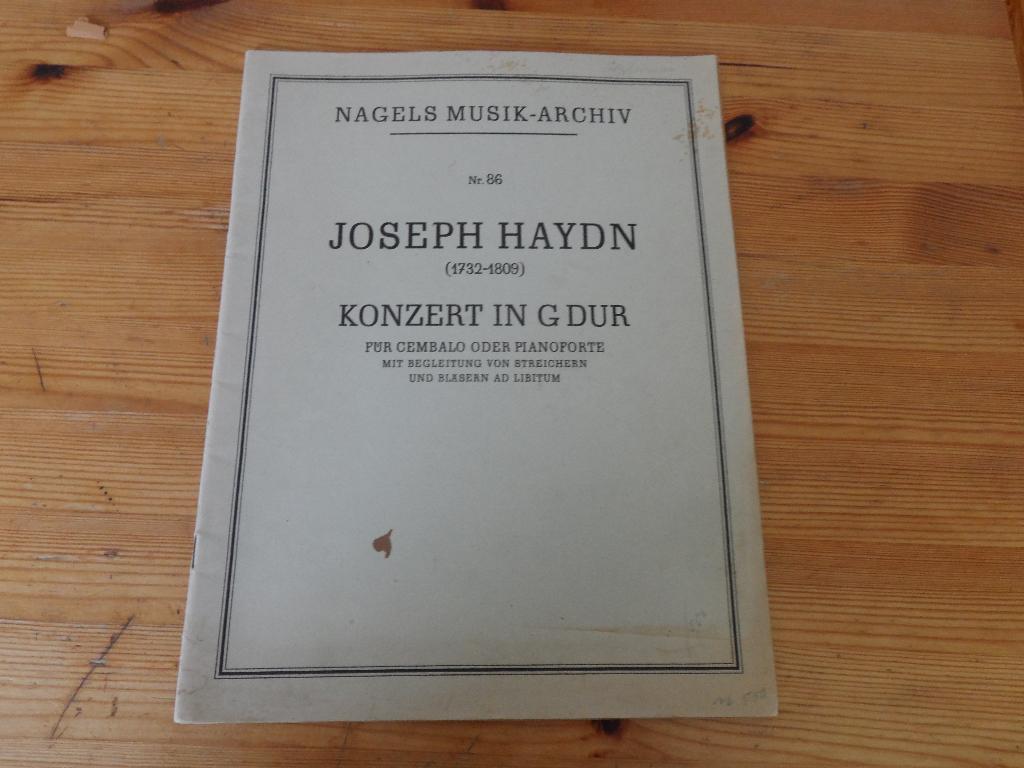 NAGELS MUSIK-ARCHIV
Nr. 86
JOSEPH HAYDN
(1732-1809)
KONZERT IN G DUR
FÜR CEMBALO ODER PIANOFORTE
MIT BEGLEITUNG VON STREICHERN
UND BLÄSERN AD LIBITUM